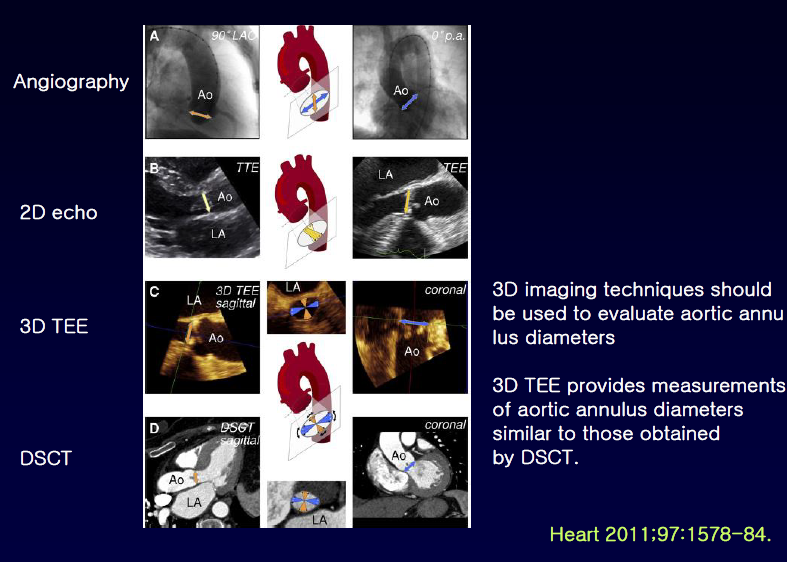 Angiography
A
90° LAO
Ao
0° p.a.
Ao
2D echo
B
TTE
Ao
LA
TEE
LA
Ao
3D TEE
C
3D TEE
sagittal
LA
Ao
LA
coronal
Ao
DSCT
D
DSCT
sagittal
Ao
LA
LA
coronal
Ao
3D imaging techniques should
be used to evaluate aortic annu
lus diameters
3D TEE provides measurements
of aortic annulus diameters
similar to those obtained
by DSCT.
Heart 2011;97:1578-84.